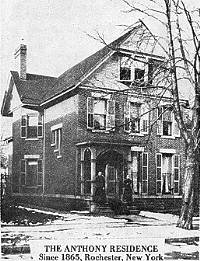 THE ANTHONY RESIDENCE
Since 1865, Rochester, New York